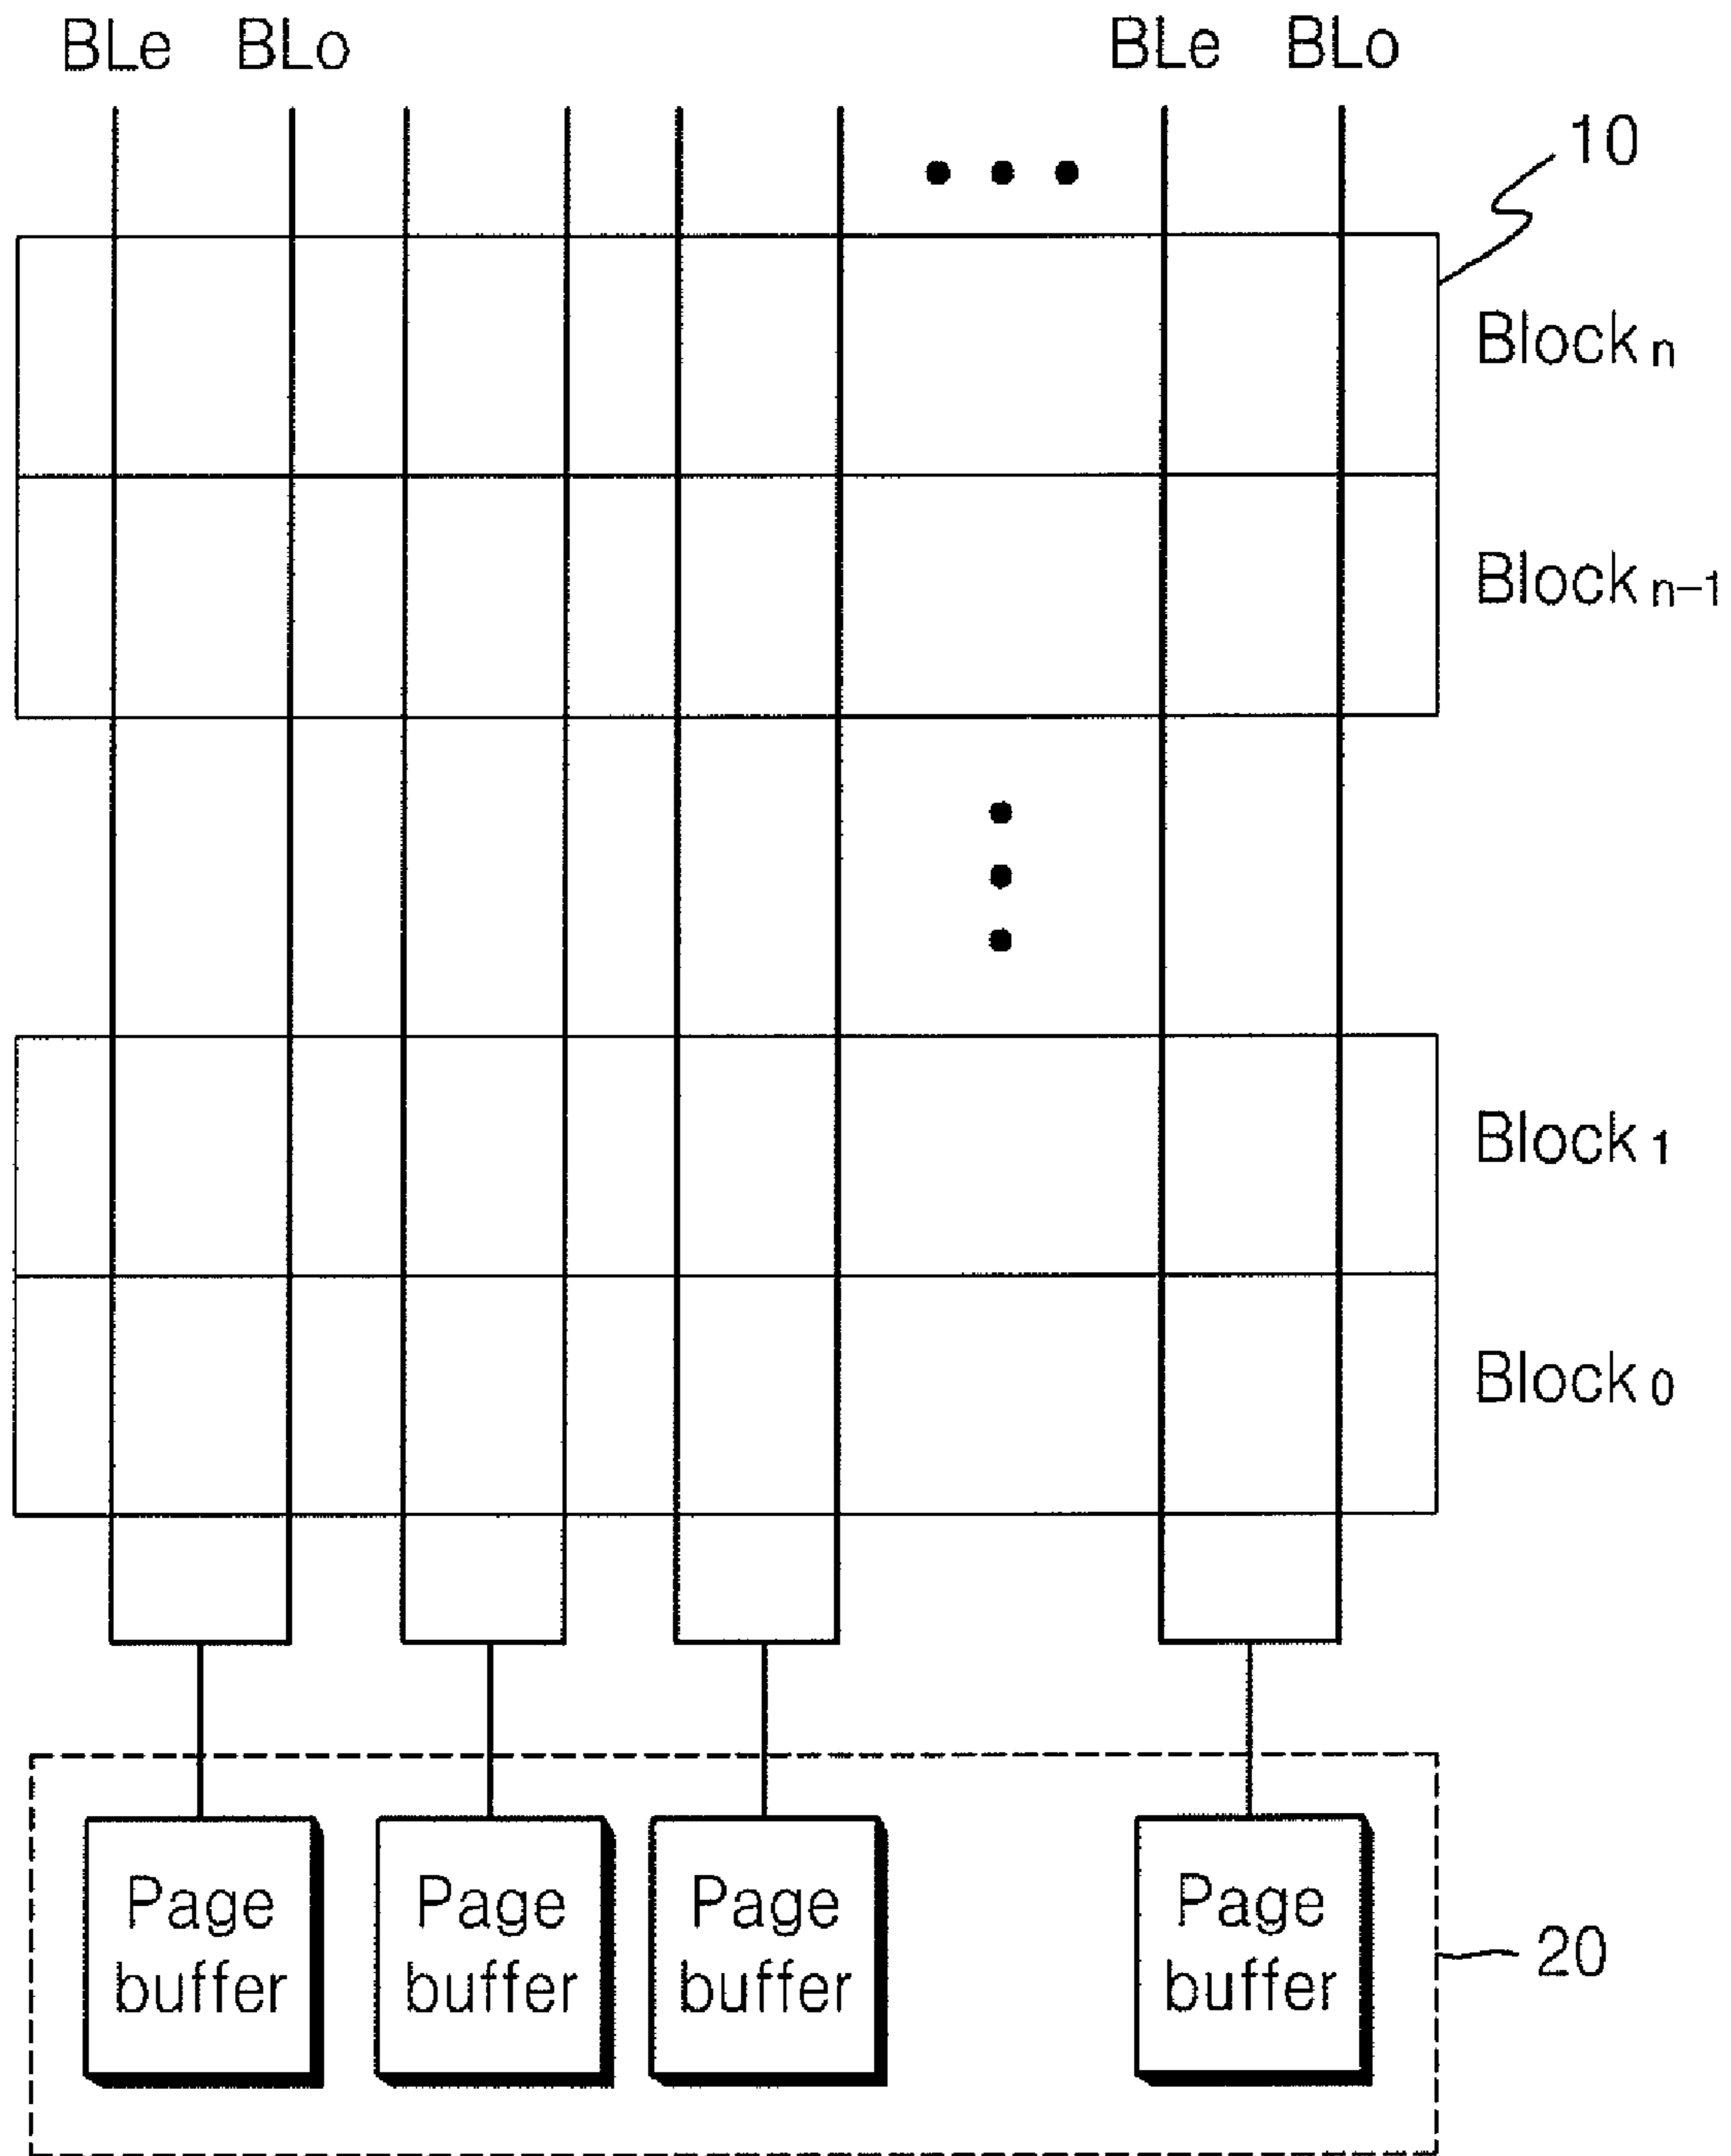 BLe BLo BLe BLo
10
Block n
Block n-1
Block 1
Block 0
Page Page Page Page
buffer buffer buffer buffer
20